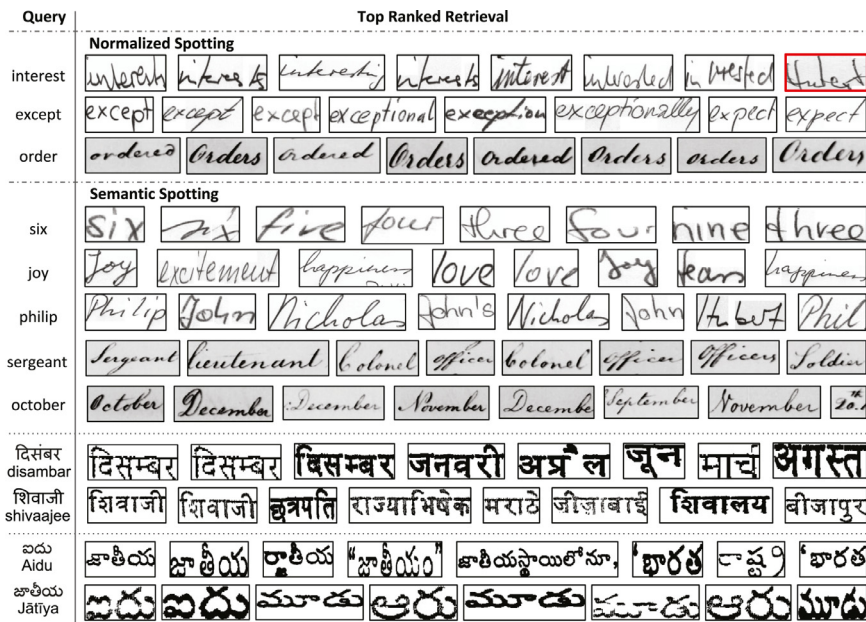 Query Top Ranked Retrieval
Normalized Spotting
interest interests interests interesting interests interest interested interested
except except except except exceptional exception exceptionally expect expect
order ordered Orders ordered Orders ordered Orders orders Orders
Semantic Spotting
six six six five four three four nine three
joy Joy excitement happiness love love Joy tears happiness
philip Philip John Nicholas John's Nicholas John Hubert Phil
sergeant Sergeant lieutenant Colonel officer Colonel officer Officers Soldier
october October December December November December September November 20th
दिसंबर दिसम्बर दिसम्बर दिसम्बर जनवरी अप्रैल जून मार्च अगस्त
disambar
शिवाजी शिवाजी शिवाजी छत्रपति राज्याभिषेक मराठे जीजाबाई शिवालय बीजापुर
shivaajee
ఐదు జాతీయ జాతీయ జాతీయ "జాతీయం" జాతీయస్థాయిలోనూ, 'భారత రాష్ట్ర 'భారత
Aidu
జాతీయ ఐదు ఐదు మూడు ఆరు మూడు మూడు ఆరు మూడు
Jātīya